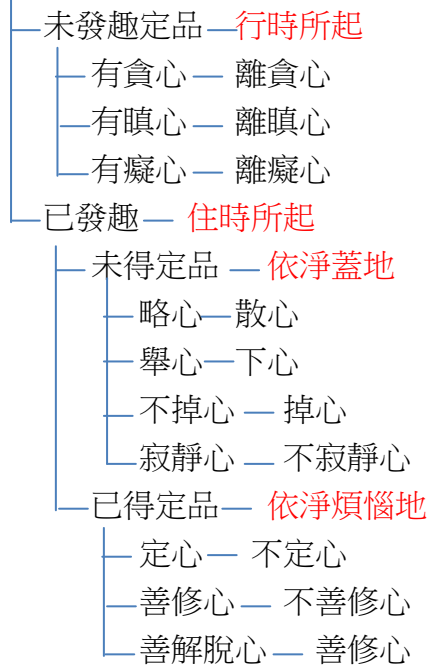 未發趣定品—行時所起
有貪心— 離貪心
有瞋心— 離瞋心
有癡心— 離癡心
已發趣— 住時所起
未得定品 — 依淨蓋地
略心—散心
舉心—下心
不掉心 — 掉心
寂靜心 — 不寂靜心
已得定品— 依淨煩惱地
定心— 不定心
善修心— 不善修心
善解脫心— 善修心